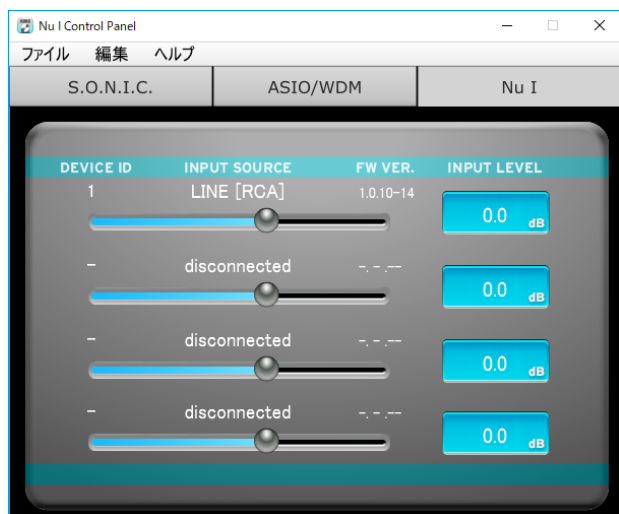 Nu I Control Panel
ファイル 編集 ヘルプ
S.O.N.I.C. ASIO/WDM Nu I
DEVICE ID INPUT SOURCE FW VER. INPUT LEVEL
1 LINE [RCA] 1.0.10-14 0.0 dB
- disconnected -.-.-- 0.0 dB
- disconnected -.-.-- 0.0 dB
- disconnected -.-.-- 0.0 dB